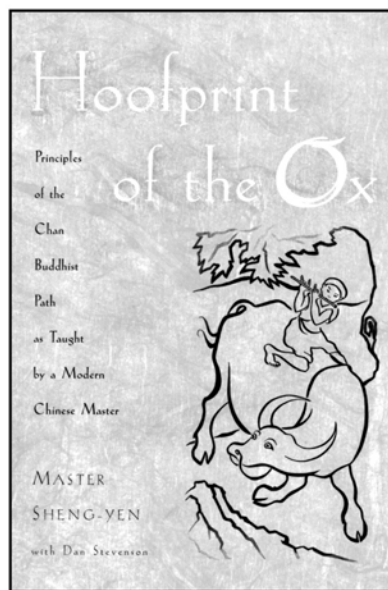 Hoofprint
of the Ox
Principles
of the
Chan
Buddhist
Path
as Taught
by a Modern
Chinese Master
MASTER
SHENG-YEN
with Dan Stevenson